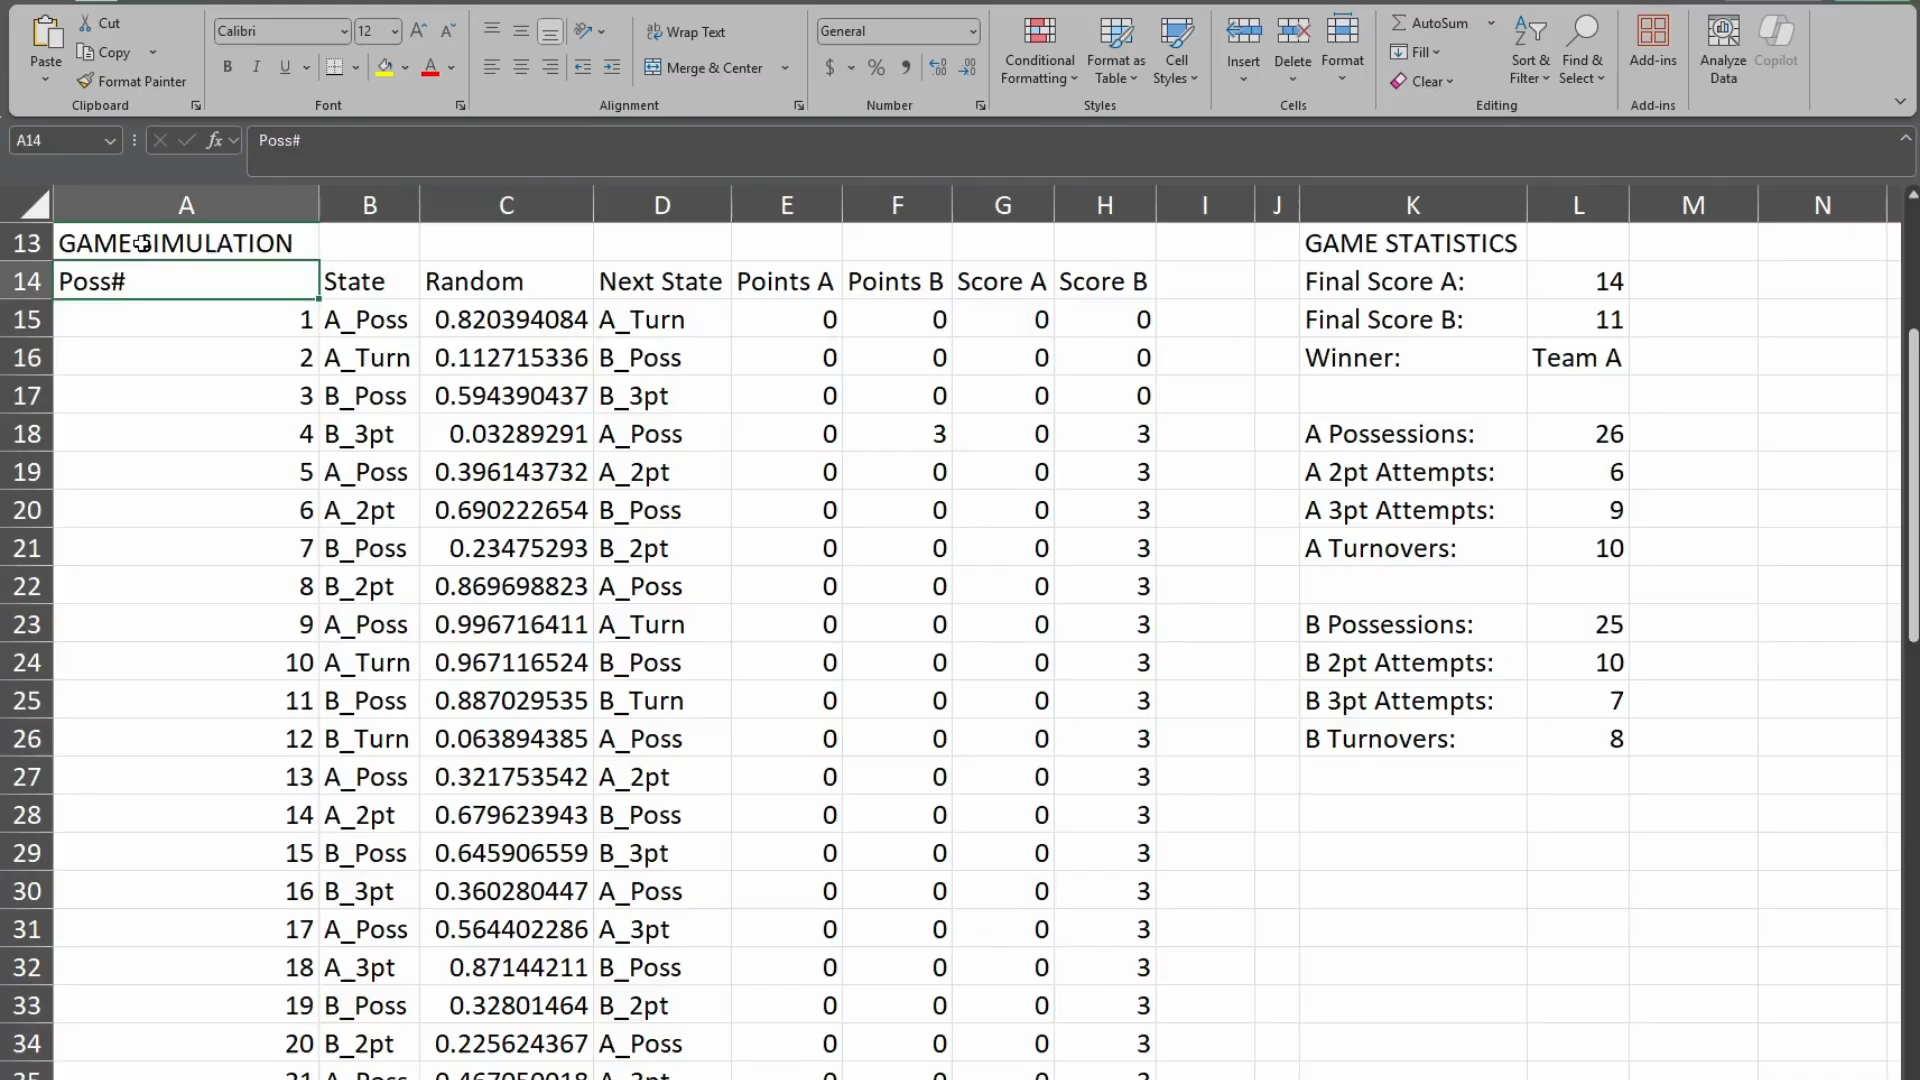 Paste
Cut
Copy
Format Painter
Clipboard
Calibri 12
B I U
Font
Wrap Text
Merge & Center
Alignment
General
$ %
Number
Conditional Formatting
Format as Table
Cell Styles
Styles
Insert
Delete
Format
Cells
AutoSum
Fill
Clear
Sort & Filter
Find & Select
Editing
Add-ins
Add-ins
Analyze Data
Copilot
A14 fx Poss#
A B C D E F G H I J K L M N
13 GAME SIMULATION GAME STATISTICS
14 Poss# State Random Next State Points A Points B Score A Score B Final Score A: 14
15 1 A_Poss 0.820394084 A_Turn 0 0 0 0 Final Score B: 11
16 2 A_Turn 0.112715336 B_Poss 0 0 0 0 Winner: Team A
17 3 B_Poss 0.594390437 B_3pt 0 0 0 0
18 4 B_3pt 0.03289291 A_Poss 0 3 0 3 A Possessions: 26
19 5 A_Poss 0.396143732 A_2pt 0 0 0 3 A 2pt Attempts: 6
20 6 A_2pt 0.690222654 B_Poss 0 0 0 3 A 3pt Attempts: 9
21 7 B_Poss 0.23475293 B_2pt 0 0 0 3 A Turnovers: 10
22 8 B_2pt 0.869698823 A_Poss 0 0 0 3
23 9 A_Poss 0.996716411 A_Turn 0 0 0 3 B Possessions: 25
24 10 A_Turn 0.967116524 B_Poss 0 0 0 3 B 2pt Attempts: 10
25 11 B_Poss 0.887029535 B_Turn 0 0 0 3 B 3pt Attempts: 7
26 12 B_Turn 0.063894385 A_Poss 0 0 0 3 B Turnovers: 8
27 13 A_Poss 0.321753542 A_2pt 0 0 0 3
28 14 A_2pt 0.679623943 B_Poss 0 0 0 3
29 15 B_Poss 0.645906559 B_3pt 0 0 0 3
30 16 B_3pt 0.360280447 A_Poss 0 0 0 3
31 17 A_Poss 0.564402286 A_3pt 0 0 0 3
32 18 A_3pt 0.87144211 B_Poss 0 0 0 3
33 19 B_Poss 0.32801464 B_2pt 0 0 0 3
34 20 B_2pt 0.225624367 A_Poss 0 0 0 3